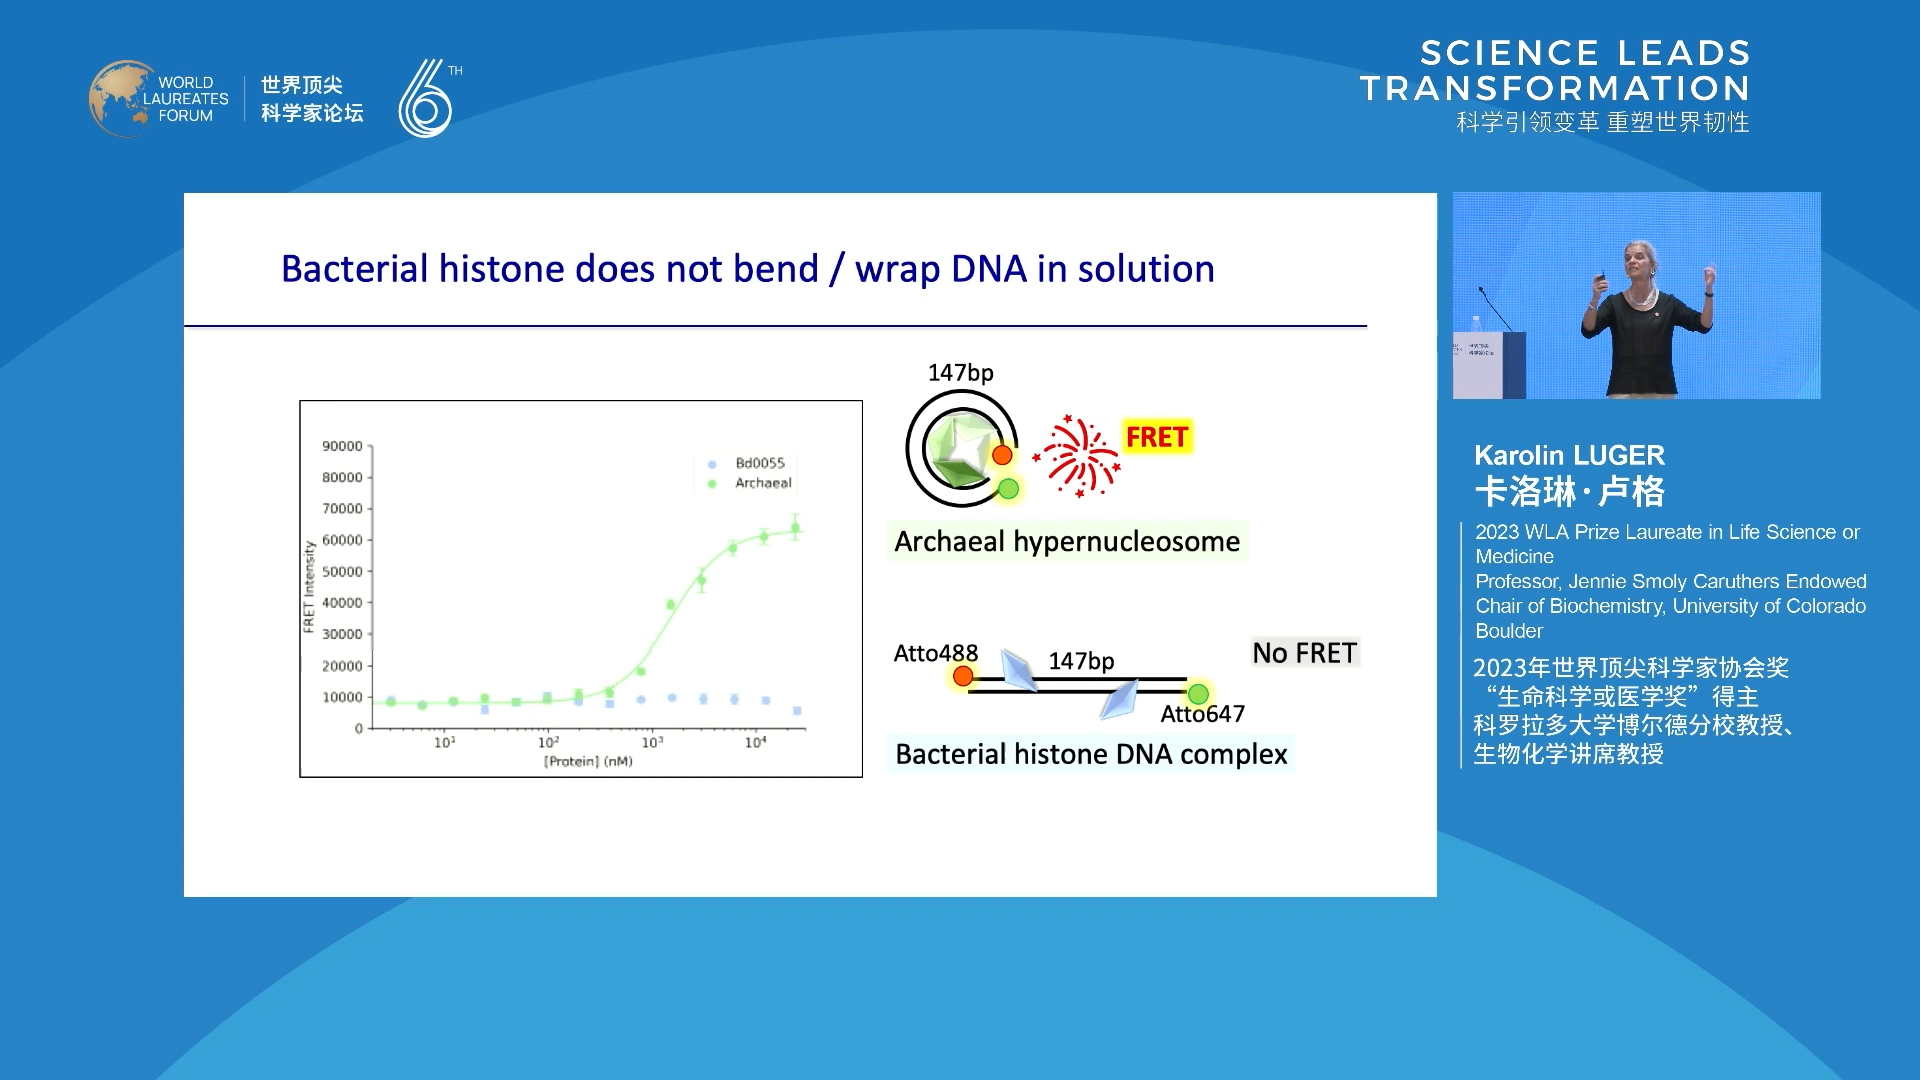 WORLD
LAUREATES
FORUM
世界顶尖
科学家论坛
6TH
SCIENCE LEADS
TRANSFORMATION
科学引领变革 重塑世界韧性
Bacterial histone does not bend / wrap DNA in solution
90000
80000
70000
60000
50000
40000
30000
20000
10000
0
FRET Intensity
Bd0055
Archaeal
10¹
10²
10³
10⁴
[Protein] (nM)
147bp
FRET
Archaeal hypernucleosome
Atto488
147bp
No FRET
Atto647
Bacterial histone DNA complex
Karolin LUGER
卡洛琳·卢格
2023 WLA Prize Laureate in Life Science or
Medicine
Professor, Jennie Smoly Caruthers Endowed
Chair of Biochemistry, University of Colorado
Boulder
2023年世界顶尖科学家协会奖
“生命科学或医学奖”得主
科罗拉多大学博尔德分校教授、
生物化学讲席教授